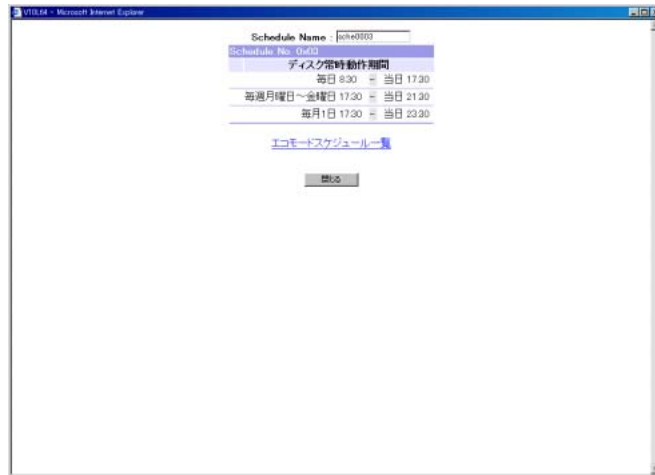 V10L64 - Microsoft Internet Explorer
Schedule Name : sche0303
Schedule No. 0x03
ディスク常時動作期間
毎日 8:30 ~ 当日 17:30
毎週月曜日~金曜日 17:30 ~ 当日 21:30
毎月1日 17:30 ~ 当日 23:30
エコモードスケジュール一覧
閉じる